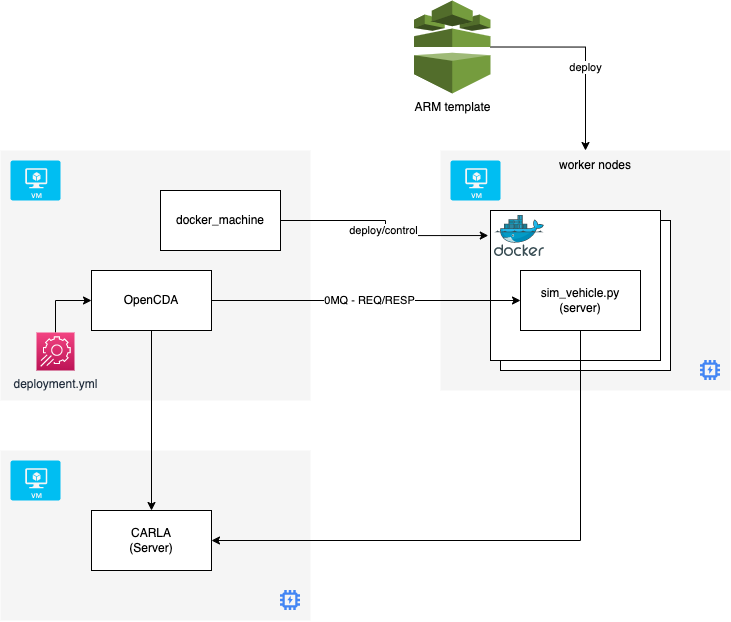 ARM template
deploy
worker nodes
VM
VM
docker_machine
deploy/control
docker
OpenCDA
0MQ - REQ/RESP
sim_vehicle.py
(server)
deployment.yml
VM
CARLA
(Server)